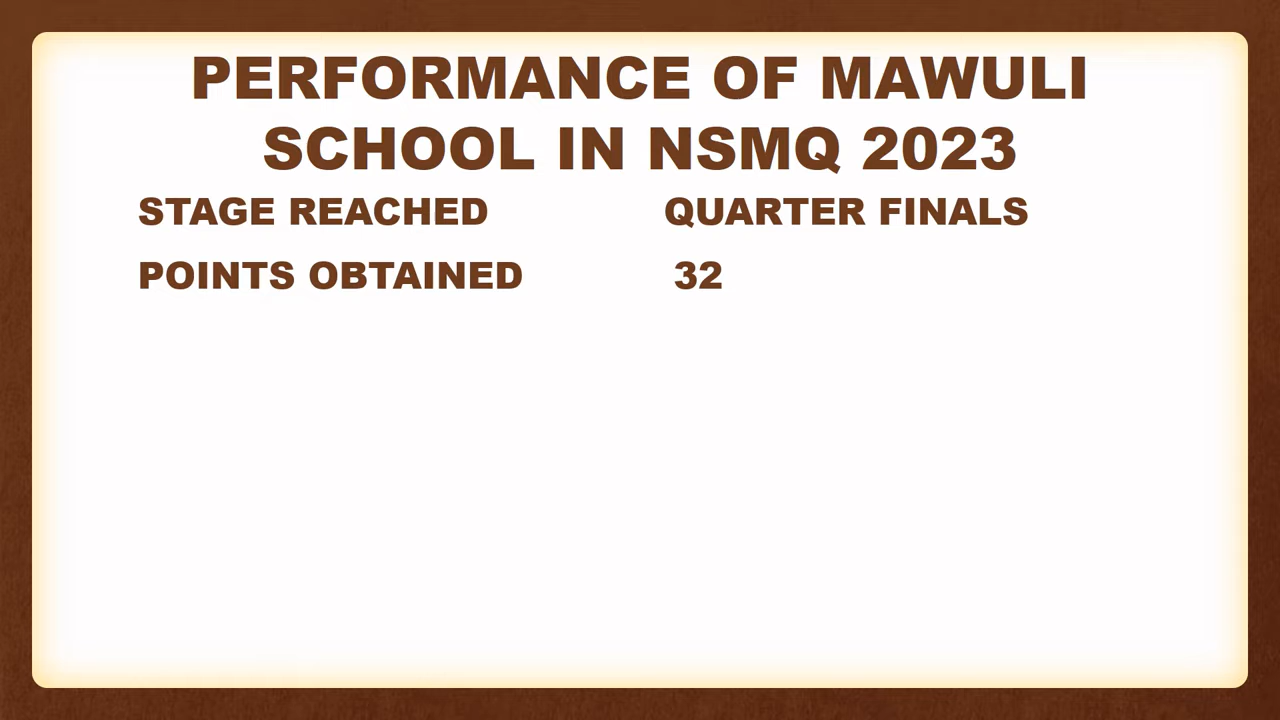 PERFORMANCE OF MAWULI
SCHOOL IN NSMQ 2023
STAGE REACHED QUARTER FINALS
POINTS OBTAINED 32